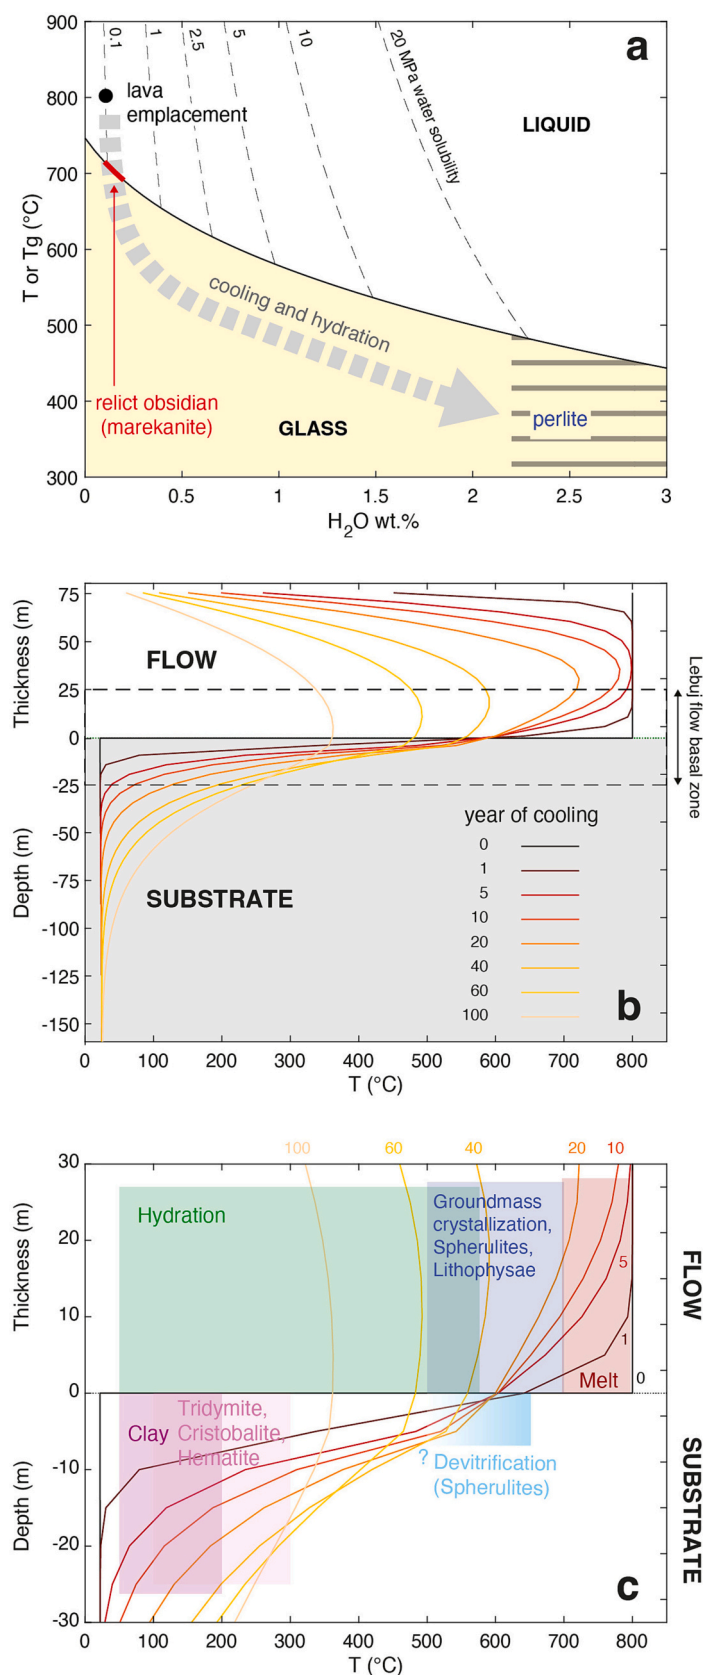 a
900
800
700
600
500
400
300
T or Tg (°C)
0.1
1
2.5
5
10
20 MPa water solubility
lava
emplacement
LIQUID
cooling and hydration
relict obsidian
(marekanite)
GLASS
perlite
0
0.5
1
1.5
2
2.5
3
H2O wt.%
75
50
25
0
-25
-50
-75
-100
-125
-150
Thickness (m)
Depth (m)
FLOW
SUBSTRATE
Lebuj flow basal zone
year of cooling
0
1
5
10
20
40
60
100
b
0
100
200
300
400
500
600
700
800
T (°C)
100
60
40
20
10
30
20
10
0
-10
-20
-30
Thickness (m)
Depth (m)
Hydration
Groundmass
crystallization,
Spherulites,
Lithophysae
5
1
0
Melt
FLOW
Clay
Tridymite,
Cristobalite,
Hematite
? Devitrification
(Spherulites)
SUBSTRATE
c
0
100
200
300
400
500
600
700
800
T (°C)